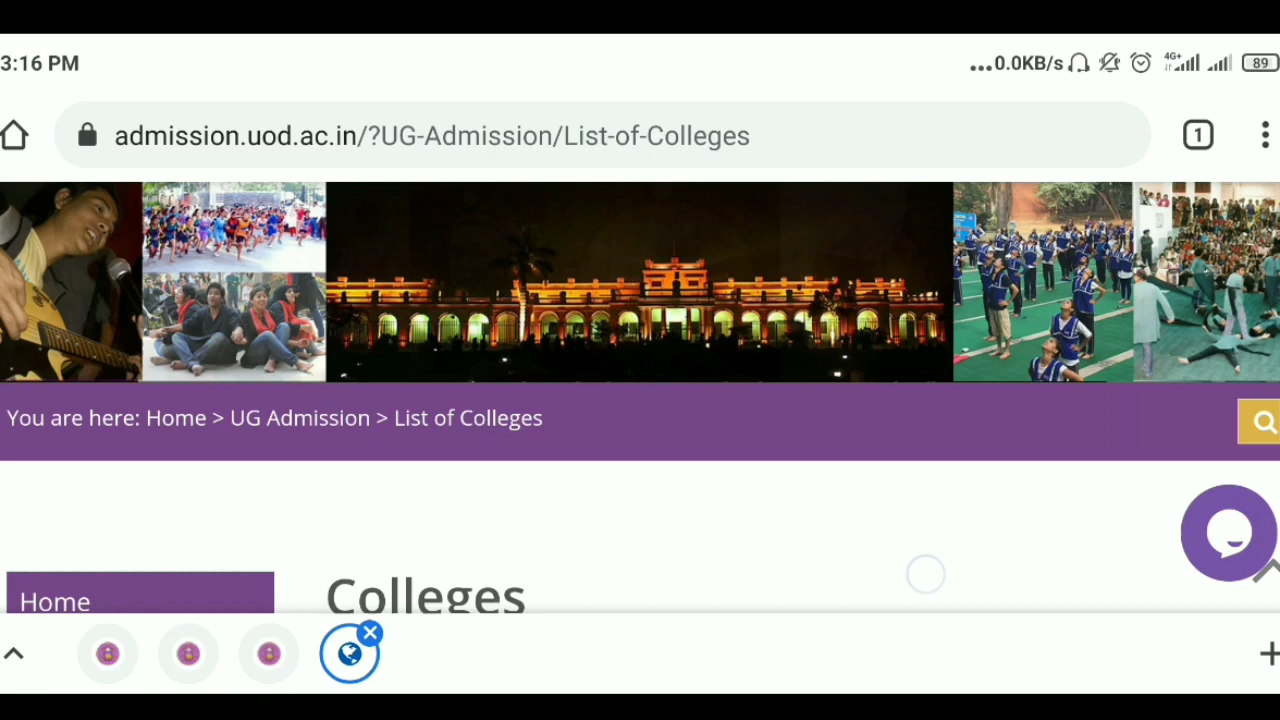 3:16 PM
...0.0KB/s 4G+ 89
admission.uod.ac.in/?UG-Admission/List-of-Colleges
1
You are here: Home > UG Admission > List of Colleges
Colleges
Home